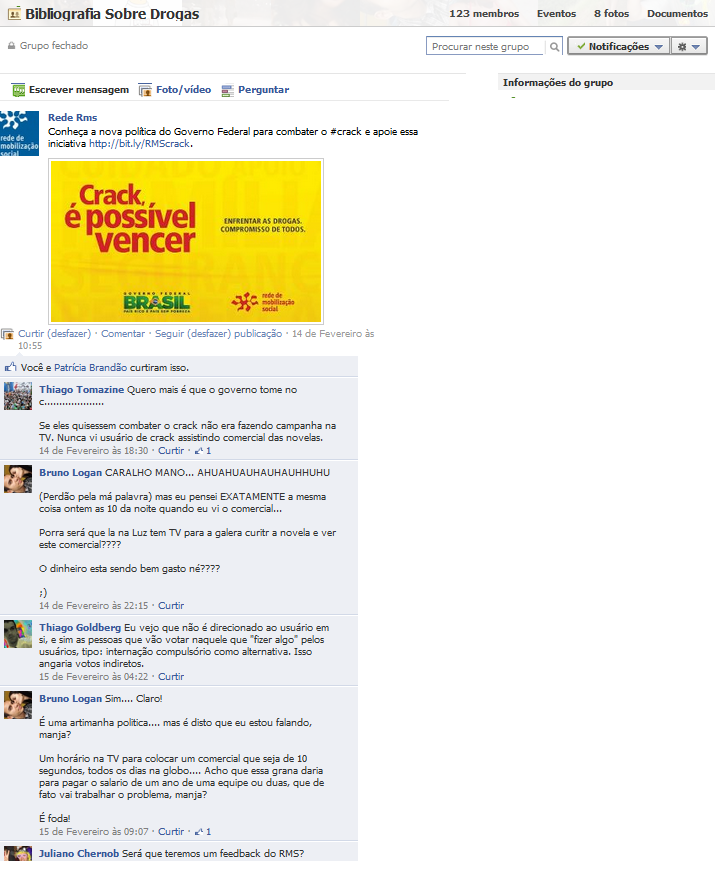 Bibliografia Sobre Drogas
123 membros Eventos 8 fotos Documentos
Grupo fechado
Procurar neste grupo
Notificações
Informações do grupo
Escrever mensagem Foto/vídeo Perguntar
Rede Rms
Conheça a nova política do Governo Federal para combater o #crack e apoie essa
iniciativa http://bit.ly/RMScrack.
rede de
mobilização
social
Crack,
é possível
vencer
ENFRENTAR AS DROGAS.
COMPROMISSO DE TODOS.
GOVERNO FEDERAL
BRASIL
PAÍS RICO É PAÍS SEM POBREZA
rede de
mobilização
social
Curtir (desfazer) · Comentar · Seguir (desfazer) publicação · 14 de Fevereiro às
10:55
Você e Patrícia Brandão curtiram isso.
Thiago Tomazine Quero mais é que o governo tome no
c....................
Se eles quisessem combater o crack não era fazendo campanha na
TV. Nunca vi usuário de crack assistindo comercial das novelas.
14 de Fevereiro às 18:30 · Curtir · 1
Bruno Logan CARALHO MANO... AHUAHUAUHAUHAUHHUHU
(Perdão pela má palavra) mas eu pensei EXATAMENTE a mesma
coisa ontem as 10 da noite quando eu vi o comercial...
Porra será que la na Luz tem TV para a galera curitr a novela e ver
este comercial????
O dinheiro esta sendo bem gasto né????
;)
14 de Fevereiro às 22:15 · Curtir
Thiago Goldberg Eu vejo que não é direcionado ao usuário em
si, e sim as pessoas que vão votar naquele que "fizer algo" pelos
usuários, tipo: internação compulsório como alternativa. Isso
angaria votos indiretos.
15 de Fevereiro às 04:22 · Curtir
Bruno Logan Sim.... Claro!
É uma artimanha política.... mas é disto que eu estou falando,
manja?
Um horário na TV para colocar um comercial que seja de 10
segundos, todos os dias na globo.... Acho que essa grana daria
para pagar o salario de um ano de uma equipe ou duas, que de
fato vai trabalhar o problema, manja?
É foda!
15 de Fevereiro às 09:07 · Curtir · 1
Juliano Chernob Será que teremos um feedback do RMS?